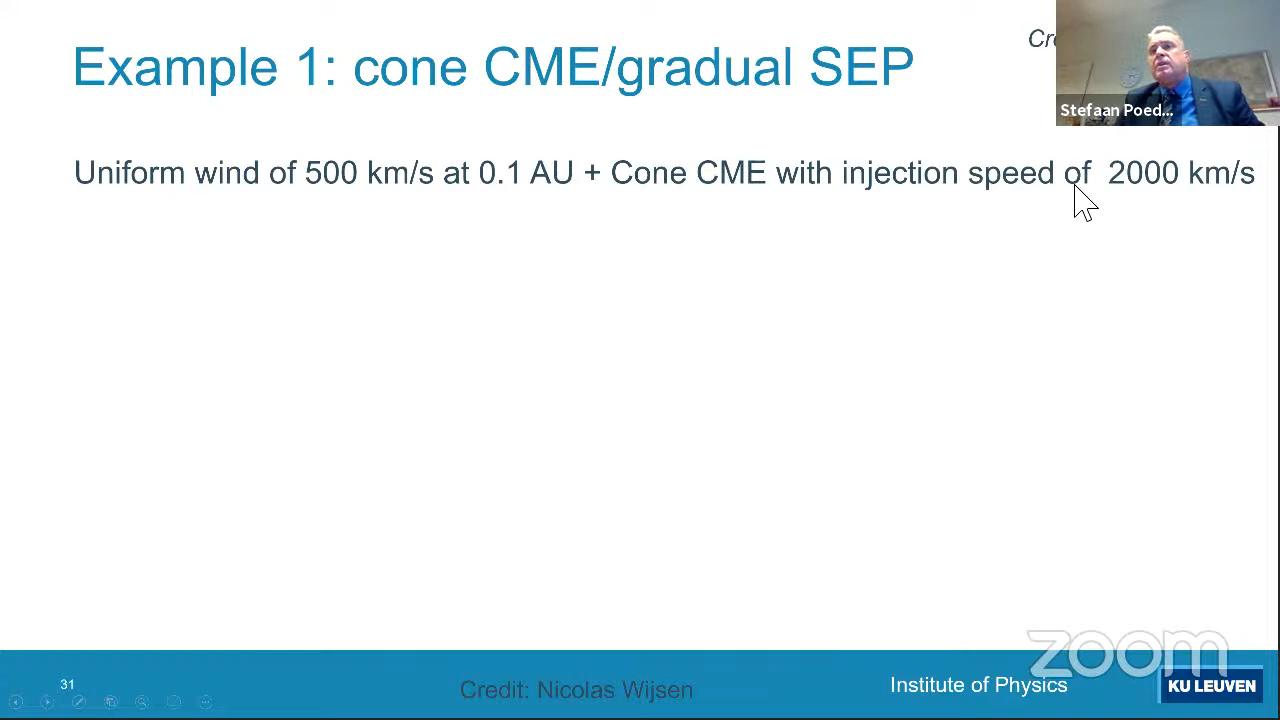 Example 1: cone CME/gradual SEP
Stefaan Poed...
Uniform wind of 500 km/s at 0.1 AU + Cone CME with injection speed of 2000 km/s
zoom
31
Credit: Nicolas Wijsen
Institute of Physics
KU LEUVEN